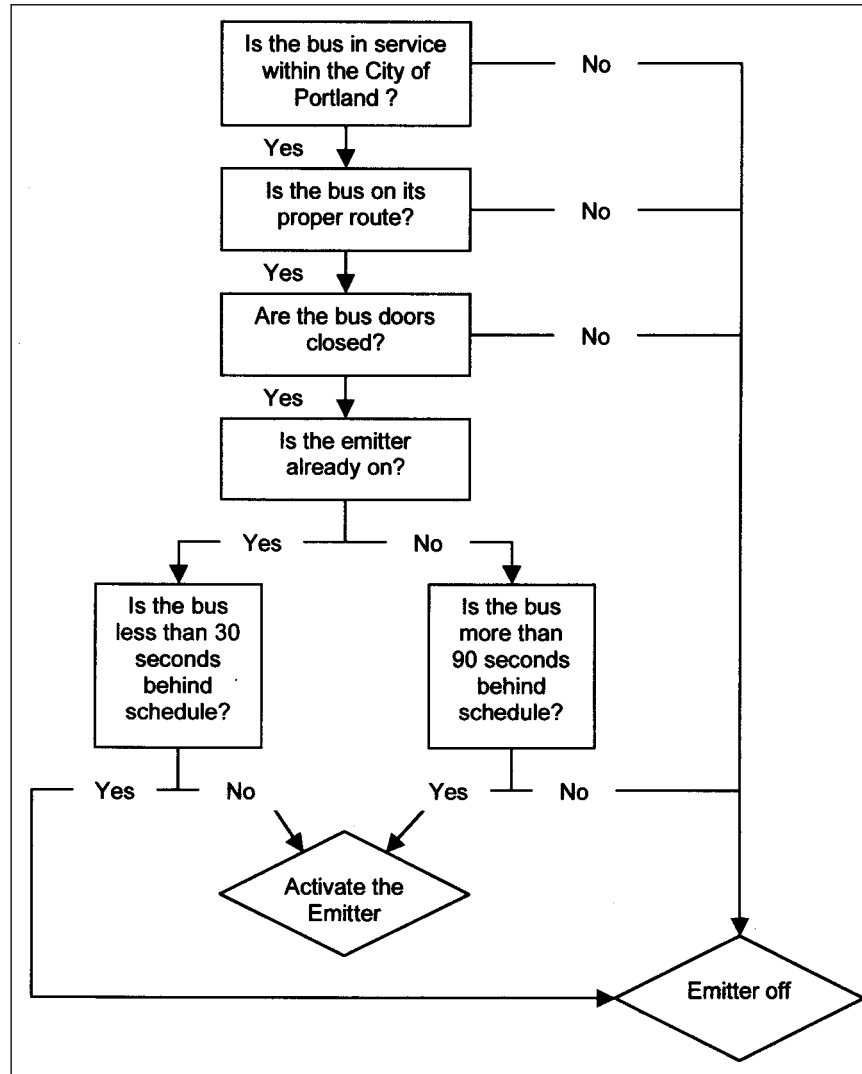 Is the bus in service
within the City of
Portland ?
No
Yes
Is the bus on its
proper route?
No
Yes
Are the bus doors
closed?
No
Yes
Is the emitter
already on?
Yes
No
Is the bus
less than 30
seconds
behind
schedule?
Is the bus
more than
90 seconds
behind
schedule?
Yes
No
Yes
No
Activate the
Emitter
Emitter off